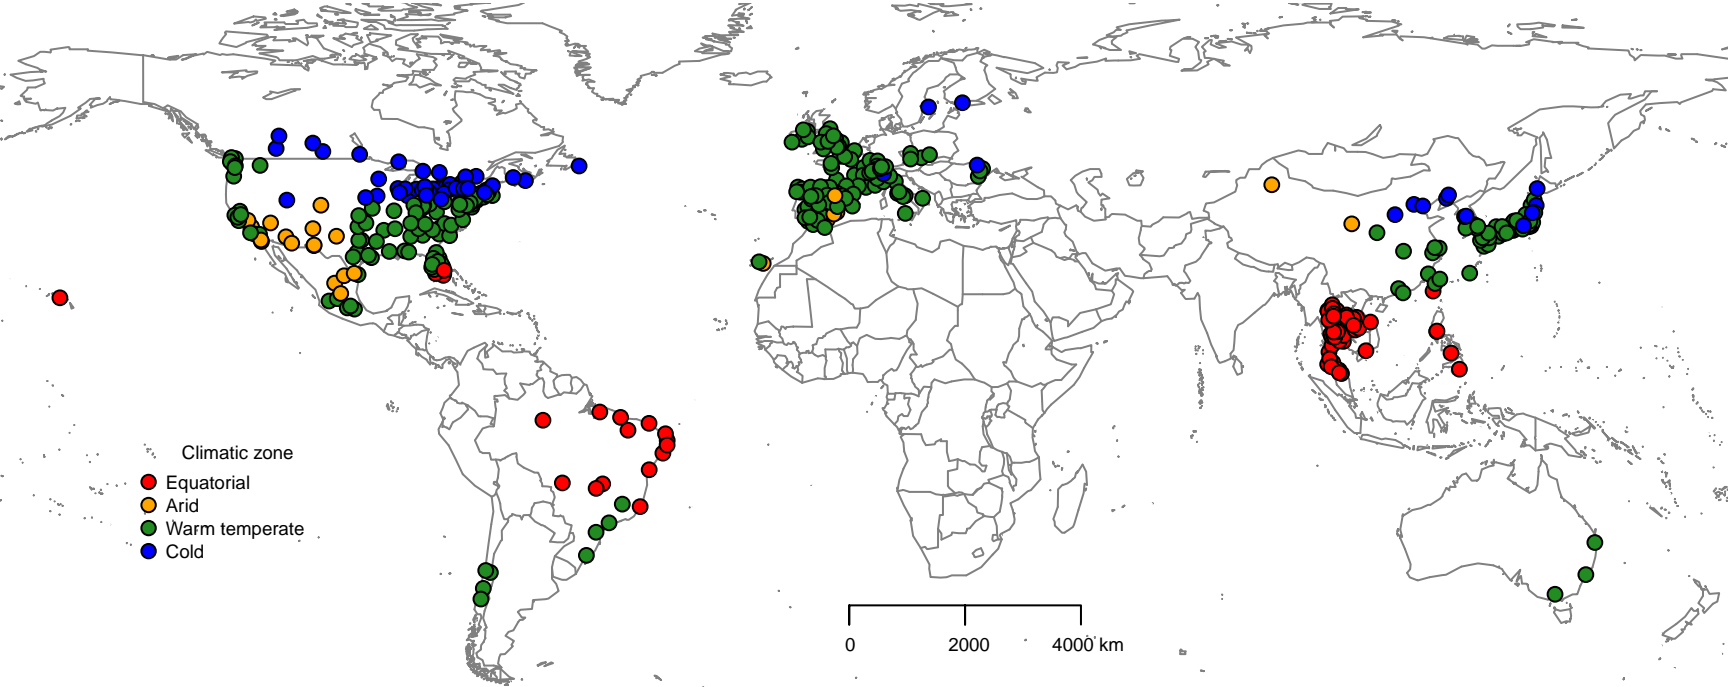 Climatic zone
Equatorial
Arid
Warm temperate
Cold
0 2000 4000 km